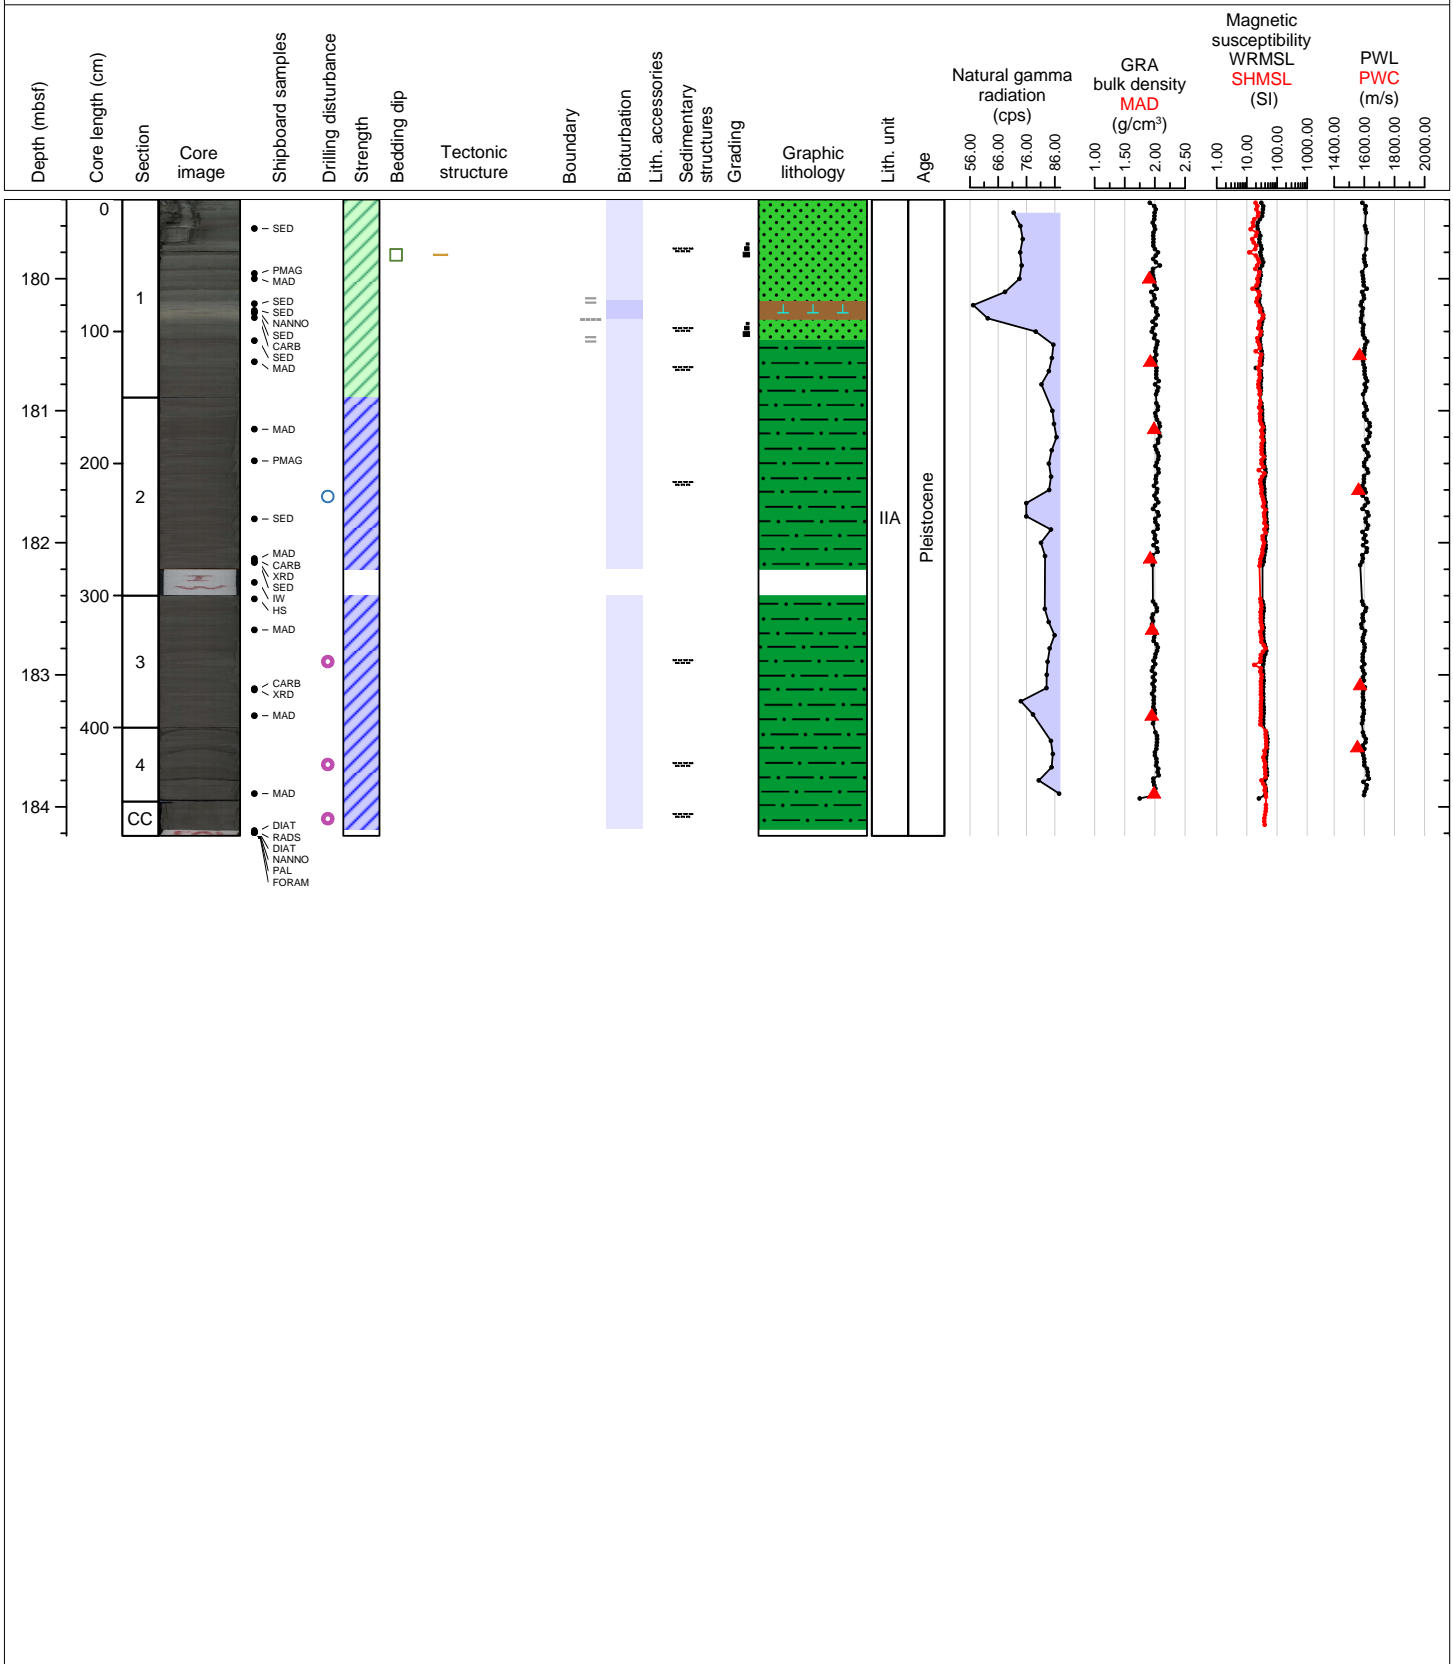 Depth (mbsf)
Core length (cm)
Section
Core
image
Shipboard samples
Drilling disturbance
Strength
Bedding dip
Tectonic
structure
Boundary
Bioturbation
Lith. accessories
Sedimentary
structures
Grading
Graphic
lithology
Lith. unit
Age
Natural gamma
radiation
(cps)
56.00
66.00
76.00
86.00
GRA
bulk density
MAD
(g/cm³)
1.00
1.50
2.00
2.50
Magnetic
susceptibility
WRMSL
SHMSL
(SI)
1.00
10.00
100.00
1000.00
PWL
PWC
(m/s)
1400.00
1600.00
1800.00
2000.00
180
181
182
183
184
0
100
200
300
400
1
2
3
4
CC
SED
PMAG
MAD
SED
SED
NANNO
SED
CARB
SED
MAD
MAD
PMAG
SED
MAD
CARB
XRD
SED
IW
HS
MAD
CARB
XRD
MAD
MAD
DIAT
RADS
DIAT
NANNO
PAL
FORAM
IIA
Pleistocene